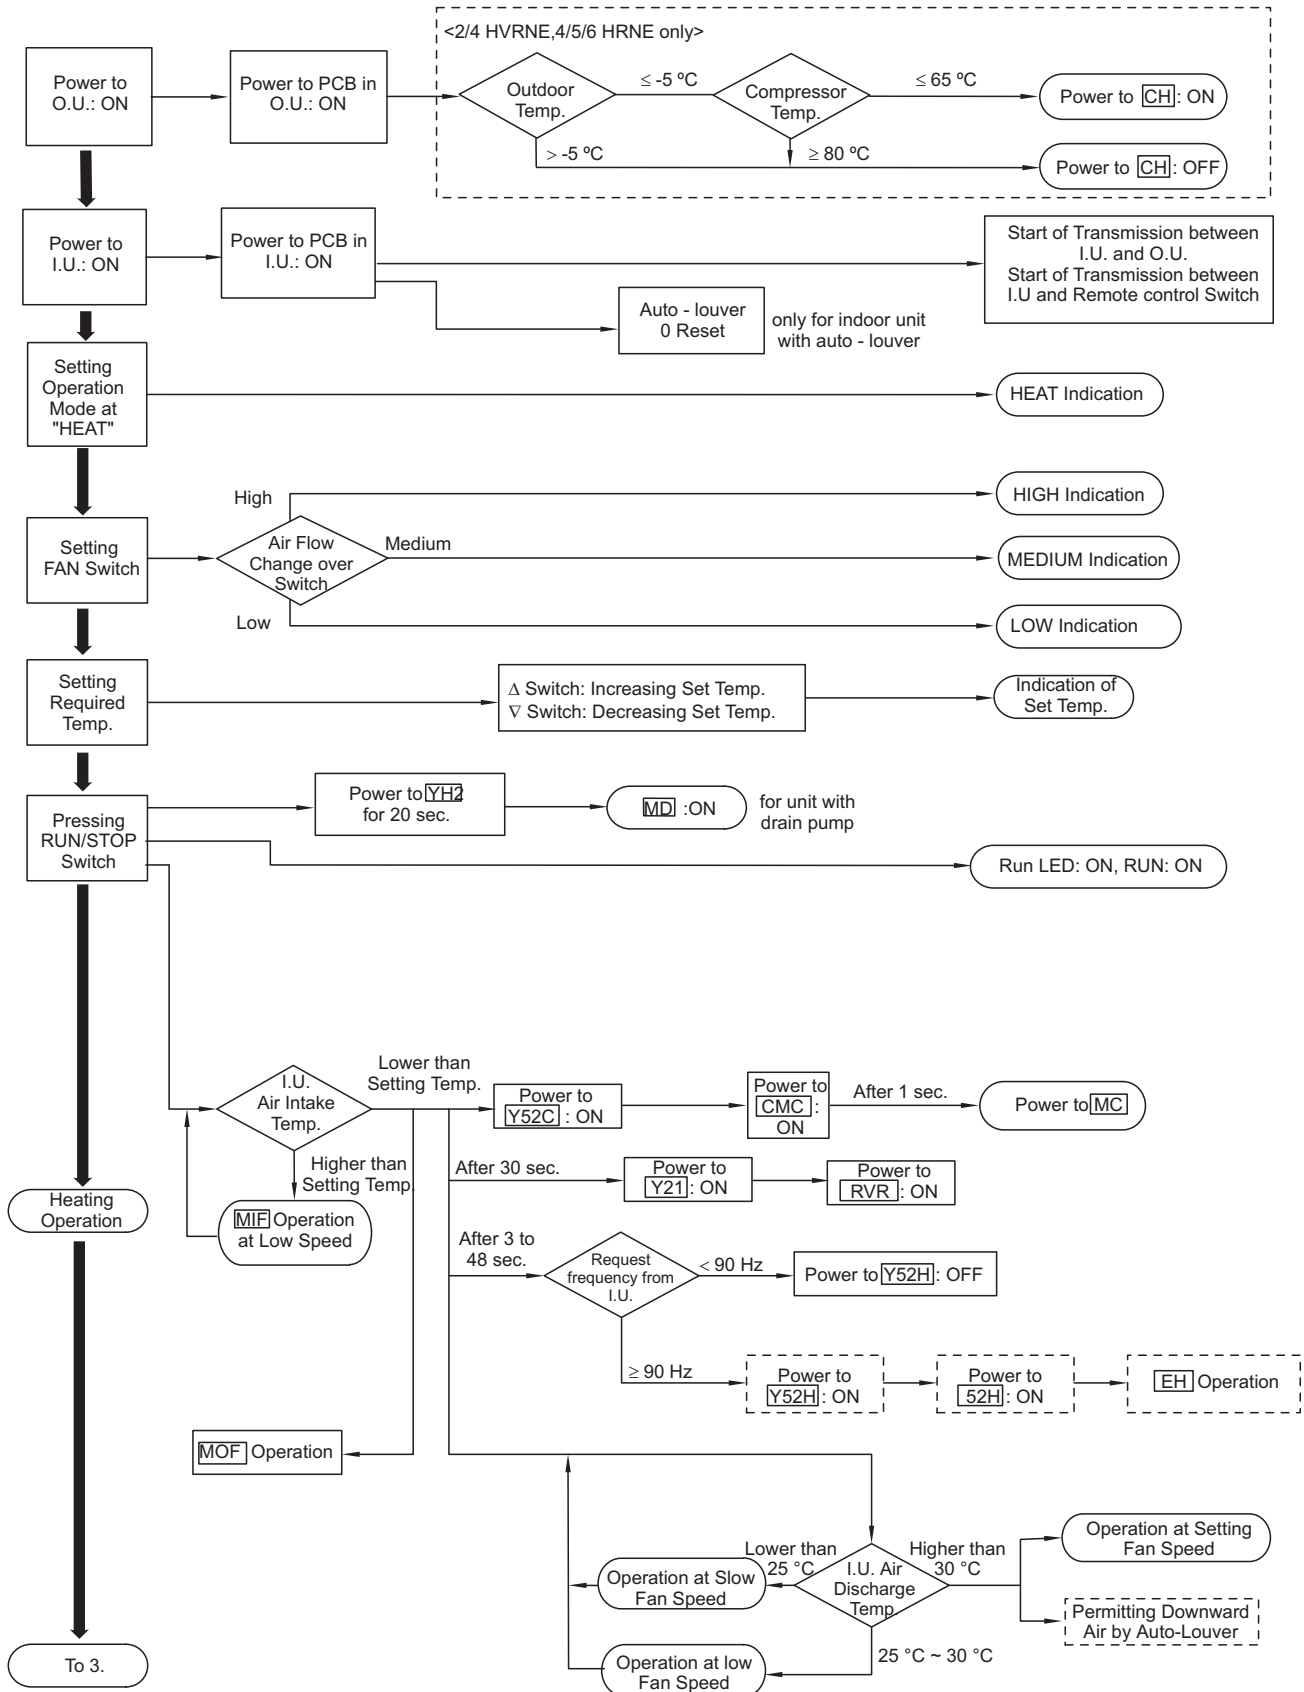 <2/4 HVRNE,4/5/6 HRNE only>
Power to
O.U.: ON
Power to PCB in
O.U.: ON
Outdoor
Temp.
≤ -5 ºC
Compressor
Temp.
≤ 65 ºC
Power to CH: ON
> -5 ºC
≥ 80 ºC
Power to CH: OFF
Power to
I.U.: ON
Power to PCB in
I.U.: ON
Start of Transmission between
I.U. and O.U.
Start of Transmission between
I.U and Remote control Switch
Auto - louver
0 Reset
only for indoor unit
with auto - louver
Setting
Operation
Mode at
"HEAT"
HEAT Indication
High
HIGH Indication
Setting
FAN Switch
Air Flow
Change over
Switch
Medium
MEDIUM Indication
Low
LOW Indication
Setting
Required
Temp.
∆ Switch: Increasing Set Temp.
∇ Switch: Decreasing Set Temp.
Indication of
Set Temp.
Pressing
RUN/STOP
Switch
Power to YH2
for 20 sec.
MD :ON
for unit with
drain pump
Run LED: ON, RUN: ON
I.U.
Air Intake
Temp.
Lower than
Setting Temp.
Power to
Y52C : ON
Power to
CMC :
ON
After 1 sec.
Power to MC
Higher than
Setting Temp.
After 30 sec.
Power to
Y21 : ON
Power to
RVR : ON
Heating
Operation
MIF Operation
at Low Speed
After 3 to
48 sec.
Request
frequency from
I.U.
< 90 Hz
Power to Y52H : OFF
≥ 90 Hz
Power to
Y52H : ON
Power to
52H : ON
EH Operation
MOF Operation
Lower than
25 °C
I.U. Air
Discharge
Temp.
Higher than
30 °C
Operation at Setting
Fan Speed
Operation at Slow
Fan Speed
Permitting Downward
Air by Auto-Louver
25 °C ~ 30 °C
Operation at low
Fan Speed
To 3.